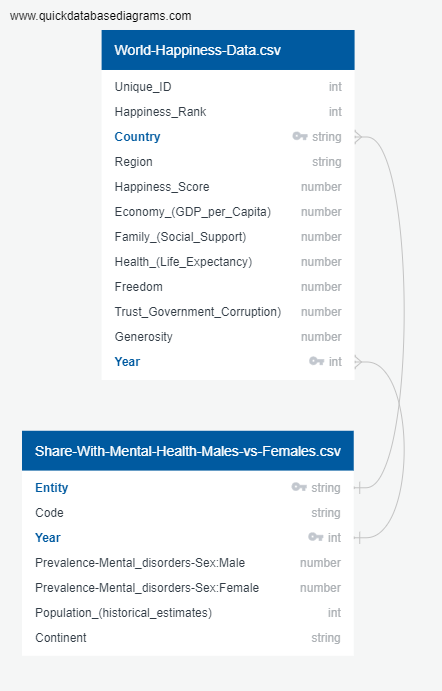 www.quickdatabasediagrams.com
World-Happiness-Data.csv
Unique_ID int
Happiness_Rank int
Country string
Region string
Happiness_Score number
Economy_(GDP_per_Capita) number
Family_(Social_Support) number
Health_(Life_Expectancy) number
Freedom number
Trust_Government_Corruption) number
Generosity number
Year int
Share-With-Mental-Health-Males-vs-Females.csv
Entity string
Code string
Year int
Prevalence-Mental_disorders-Sex:Male number
Prevalence-Mental_disorders-Sex:Female number
Population_(historical_estimates) int
Continent string